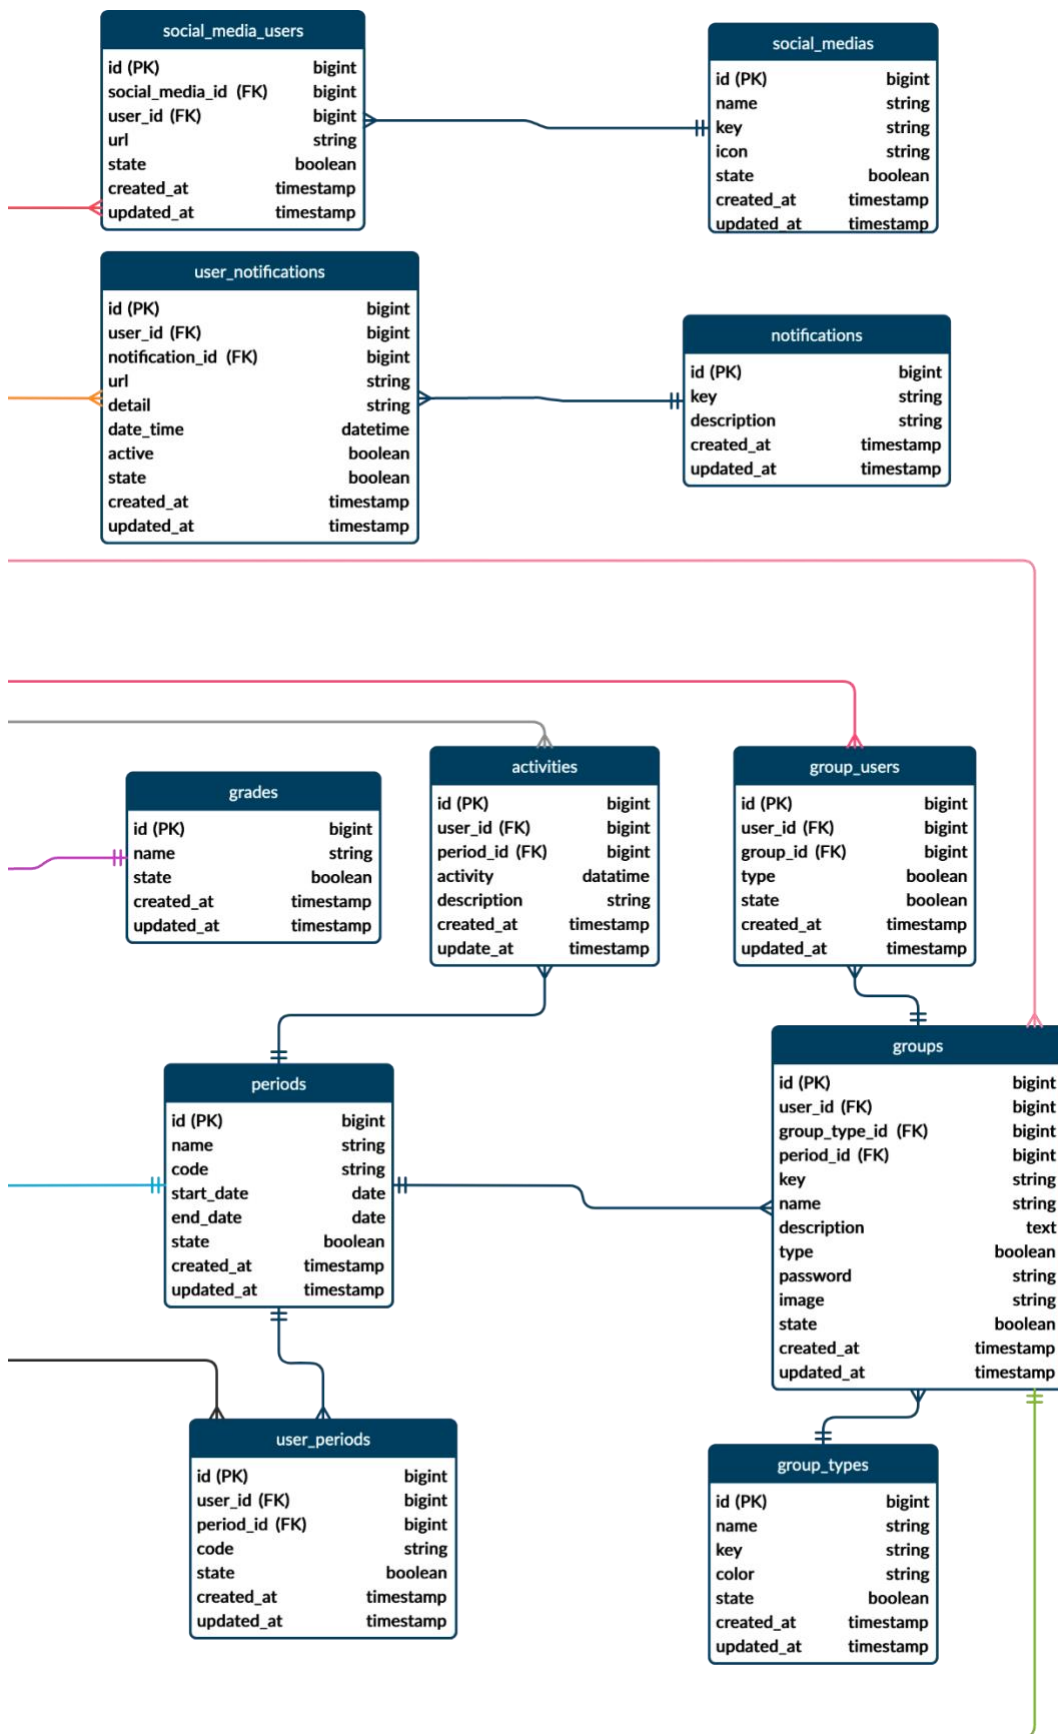 social_media_users
id (PK) bigint
social_media_id (FK) bigint
user_id (FK) bigint
url string
state boolean
created_at timestamp
updated_at timestamp
social_medias
id (PK) bigint
name string
key string
icon string
state boolean
created_at timestamp
updated_at timestamp
user_notifications
id (PK) bigint
user_id (FK) bigint
notification_id (FK) bigint
url string
detail string
date_time datetime
active boolean
state boolean
created_at timestamp
updated_at timestamp
notifications
id (PK) bigint
key string
description string
created_at timestamp
updated_at timestamp
grades
id (PK) bigint
name string
state boolean
created_at timestamp
updated_at timestamp
activities
id (PK) bigint
user_id (FK) bigint
period_id (FK) bigint
activity datatime
description string
created_at timestamp
update_at timestamp
group_users
id (PK) bigint
user_id (FK) bigint
group_id (FK) bigint
type boolean
state boolean
created_at timestamp
updated_at timestamp
periods
id (PK) bigint
name string
code string
start_date date
end_date date
state boolean
created_at timestamp
updated_at timestamp
groups
id (PK) bigint
user_id (FK) bigint
group_type_id (FK) bigint
period_id (FK) bigint
key string
name string
description text
type boolean
password string
image string
state boolean
created_at timestamp
updated_at timestamp
user_periods
id (PK) bigint
user_id (FK) bigint
period_id (FK) bigint
code string
state boolean
created_at timestamp
updated_at timestamp
group_types
id (PK) bigint
name string
key string
color string
state boolean
created_at timestamp
updated_at timestamp